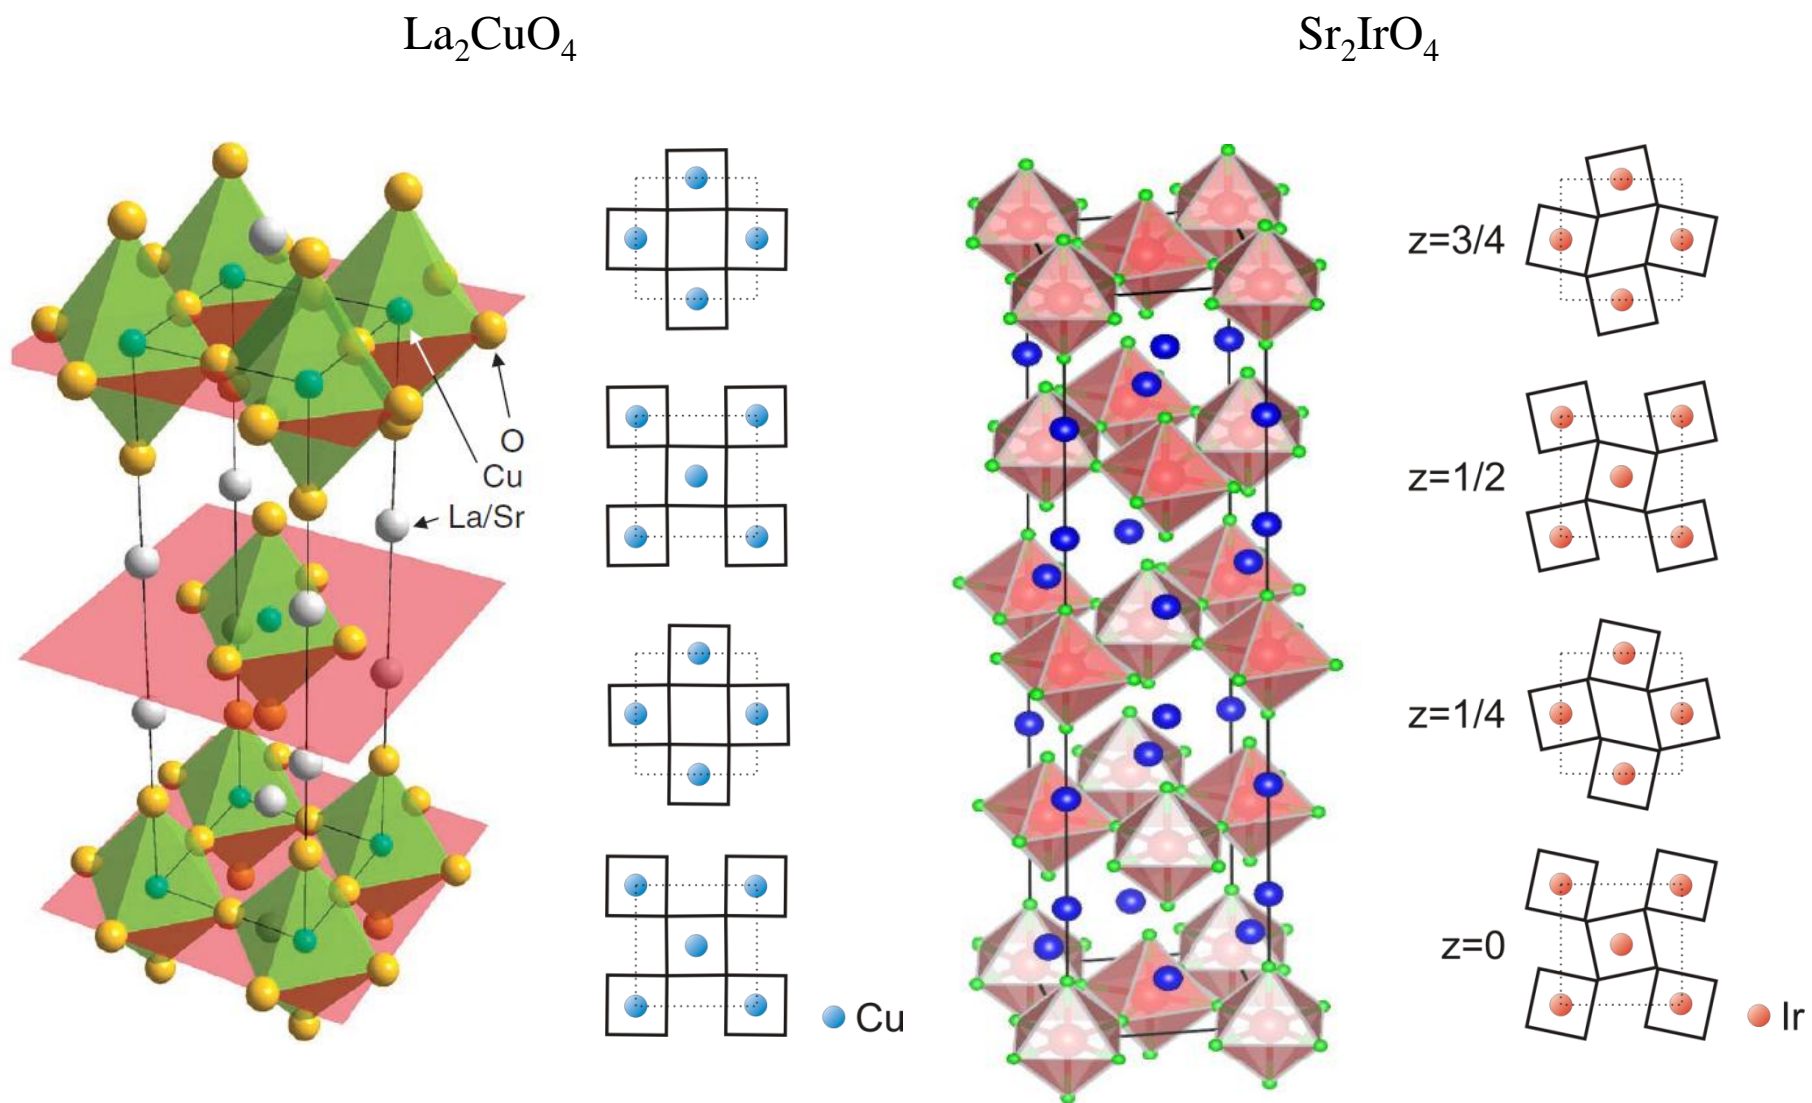 La₂CuO₄
Sr₂IrO₄
O
Cu
La/Sr
Cu
z=3/4
z=1/2
z=1/4
z=0
Ir